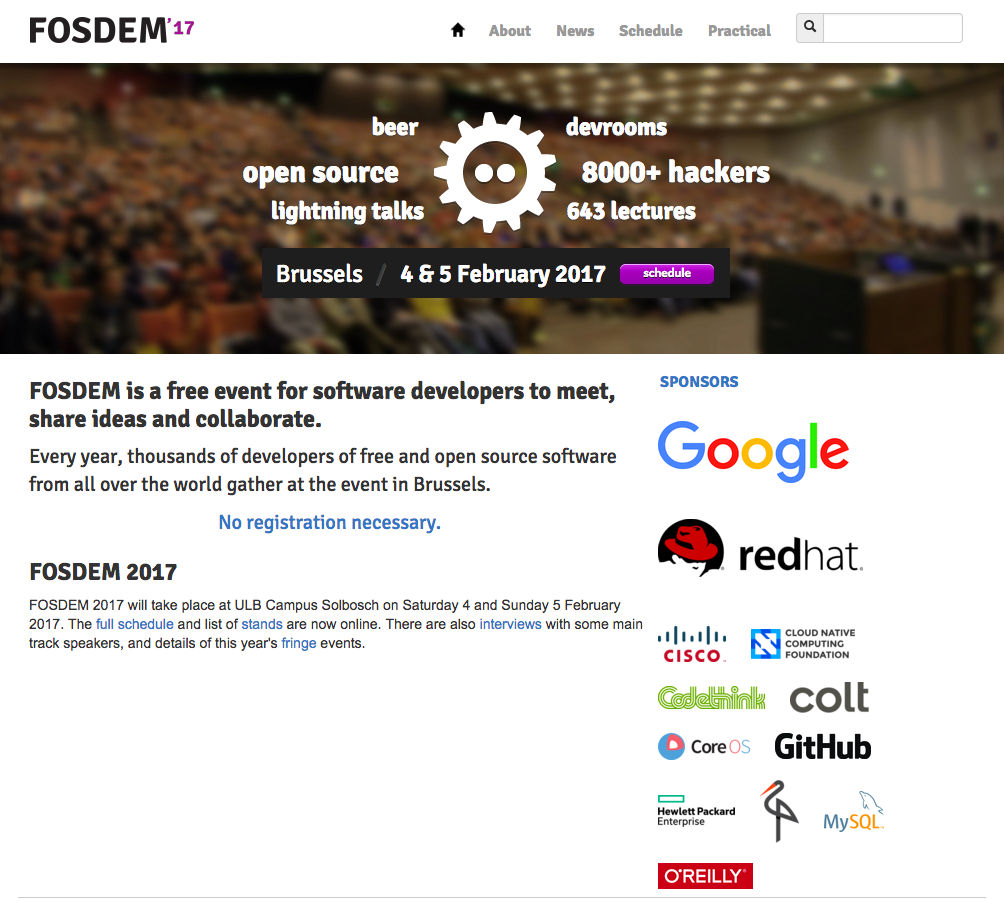 FOSDEM'17
About News Schedule Practical
beer devrooms
open source 8000+ hackers
lightning talks 643 lectures
Brussels / 4 & 5 February 2017 schedule
FOSDEM is a free event for software developers to meet,
share ideas and collaborate.
Every year, thousands of developers of free and open source software
from all over the world gather at the event in Brussels.
No registration necessary.
FOSDEM 2017
FOSDEM 2017 will take place at ULB Campus Solbosch on Saturday 4 and Sunday 5 February
2017. The full schedule and list of stands are now online. There are also interviews with some main
track speakers, and details of this year's fringe events.
SPONSORS
Google
redhat.
CISCO.
CLOUD NATIVE
COMPUTING
FOUNDATION
Codethink
colt
CoreOS
GitHub
Hewlett Packard
Enterprise
MySQL
O'REILLY